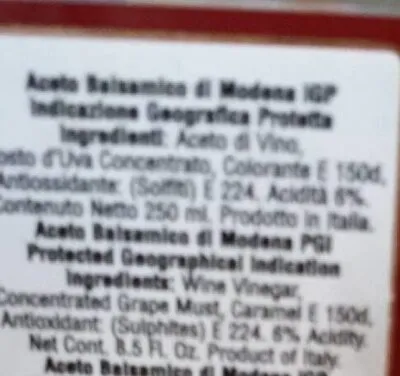 Aceto Balsamico di Modena IGP
Indicazione Geografica Protetta
Ingredienti: Aceto di Vino,
osto d'Uva Concentrato, Colorante E 150d,
Antiossidante: (Solfiti) E 224, Acidità 6%.
Contenuto Netto 250 ml. Prodotto in Italia.
Aceto Balsamico di Modena PGI
Protected Geographical Indication
Ingredients: Wine Vinegar,
Concentrated Grape Must, Caramel E 150d,
Antioxidant: (Sulphites) E 224. 6% Acidity.
Net Cont. 8.5 Fl. Oz. Product of Italy.
Aceto Balsamico di Modena